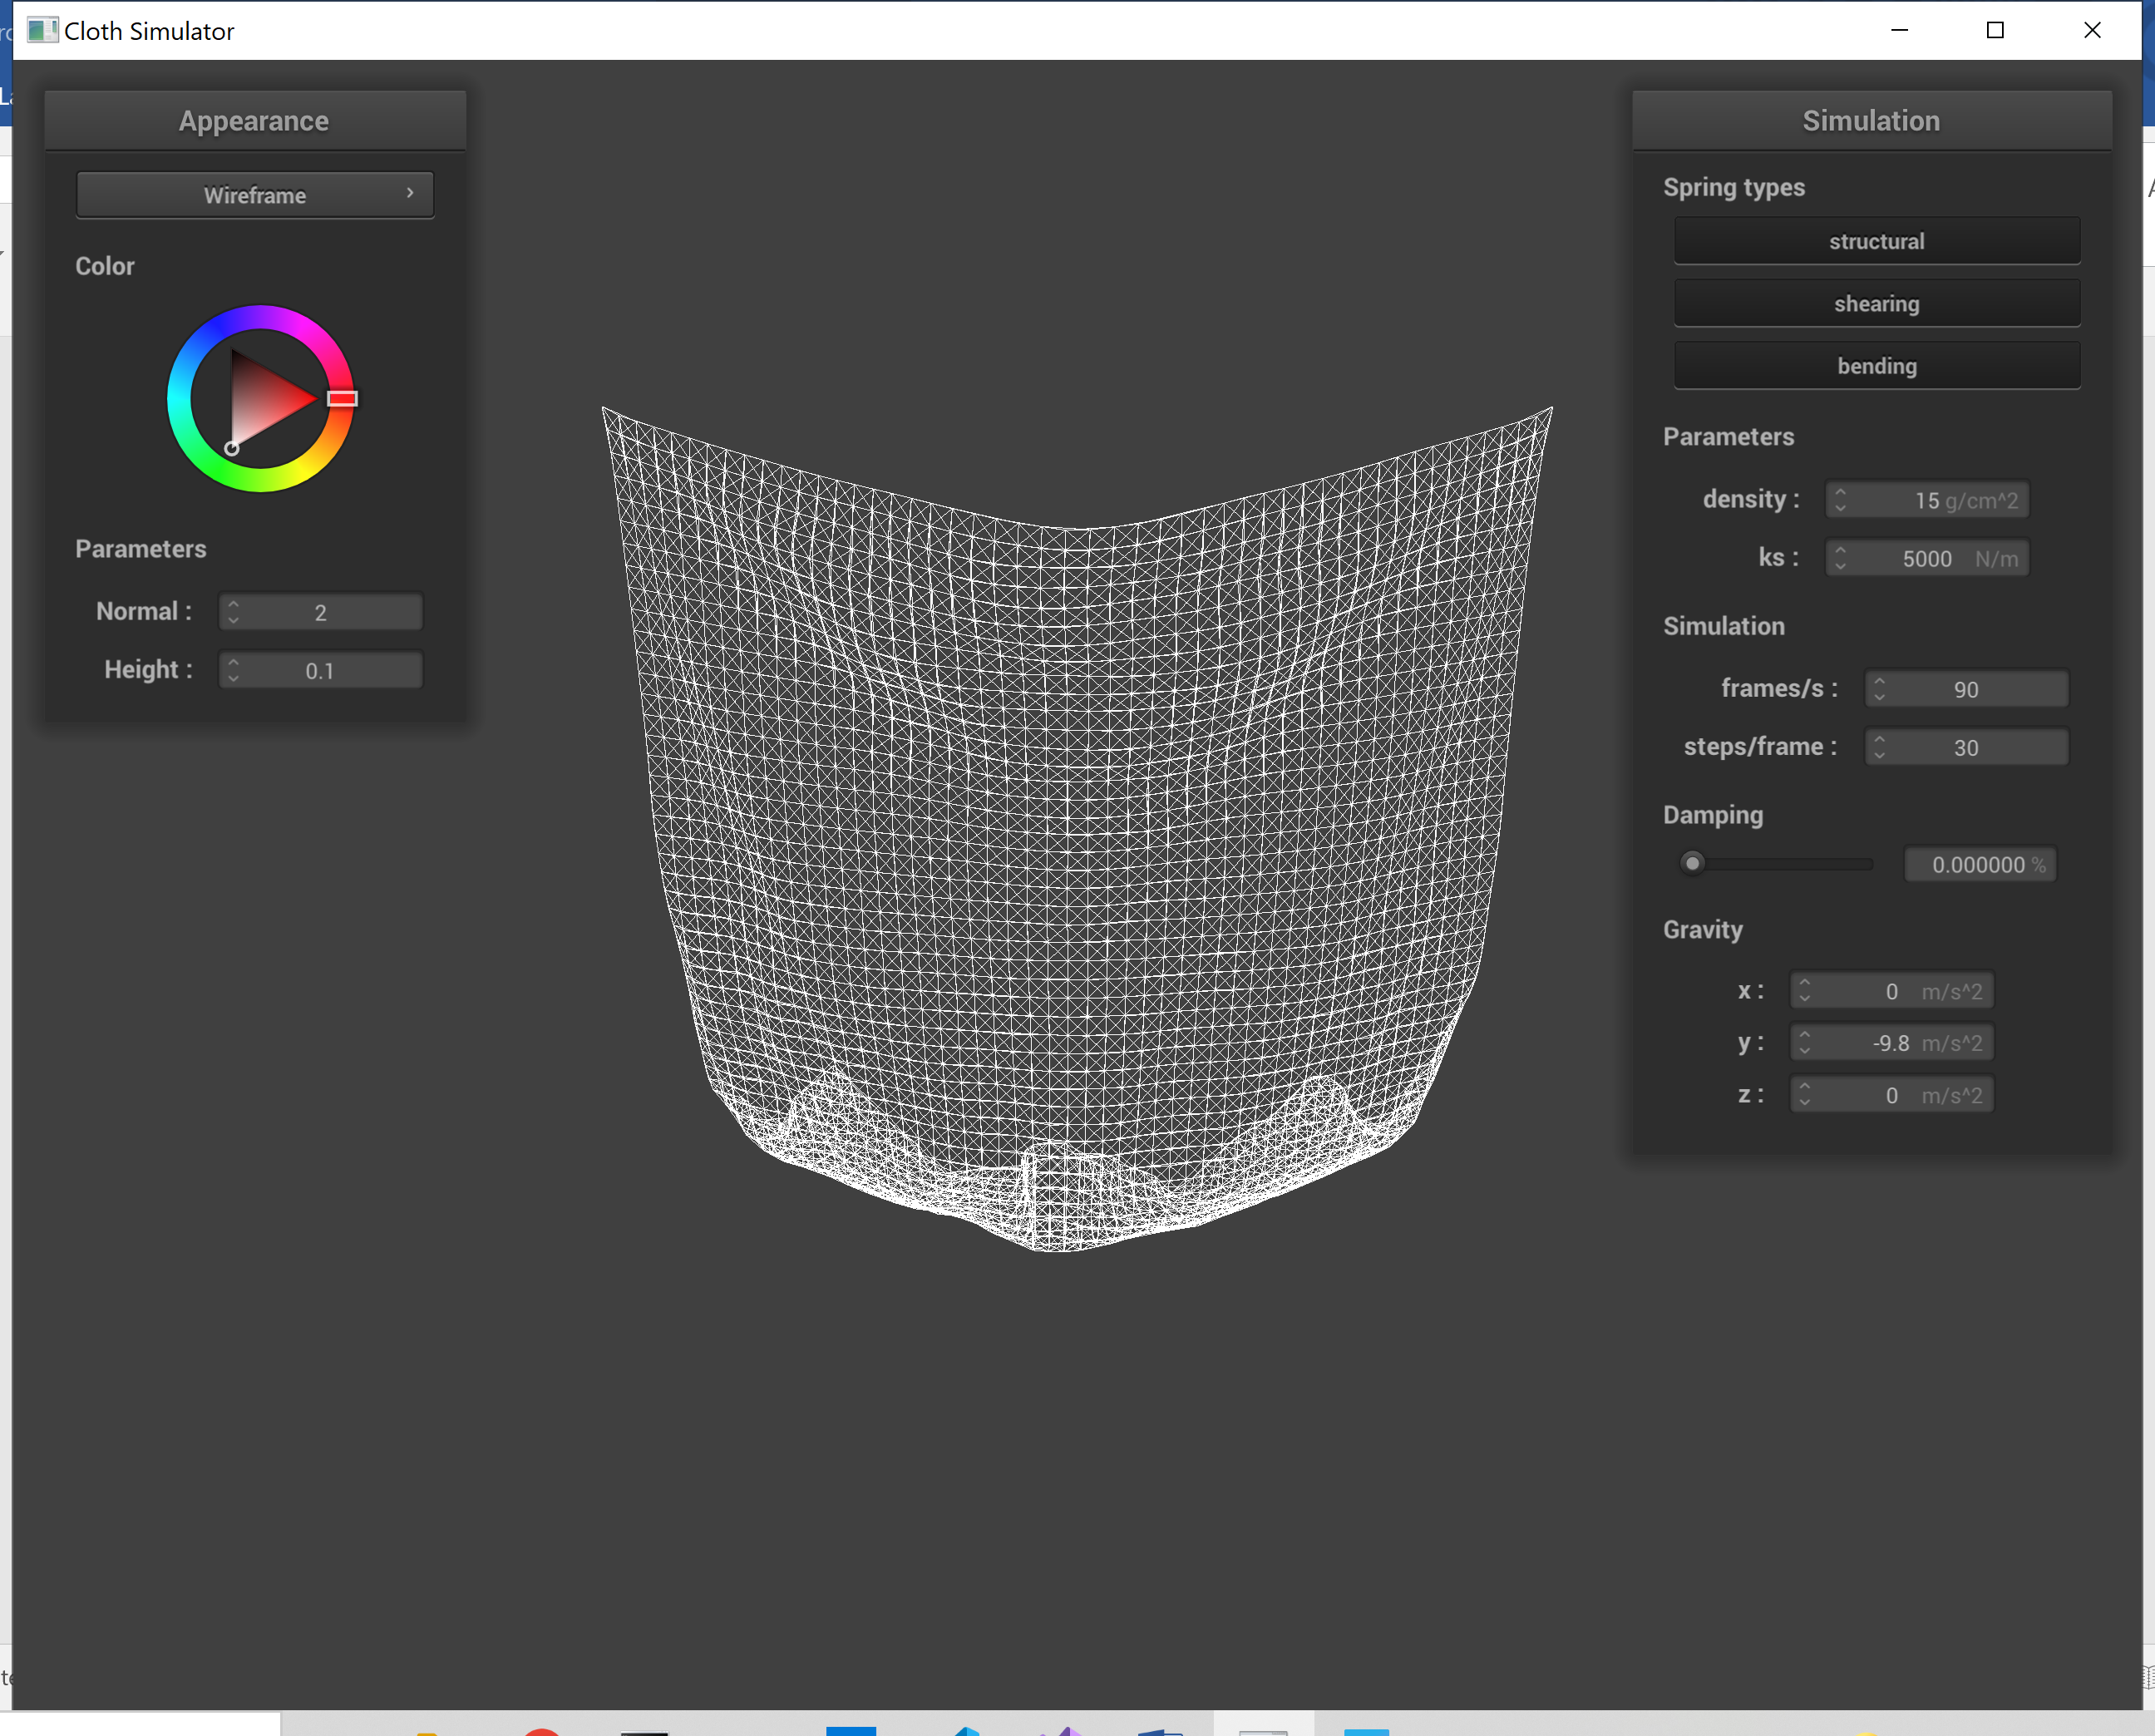 Cloth Simulator
Appearance
Wireframe
Color
Parameters
Normal : 2
Height : 0.1
Simulation
Spring types
structural
shearing
bending
Parameters
density : 15 g/cm^2
ks : 5000 N/m
Simulation
frames/s : 90
steps/frame : 30
Damping
0.000000 %
Gravity
x : 0 m/s^2
y : -9.8 m/s^2
z : 0 m/s^2